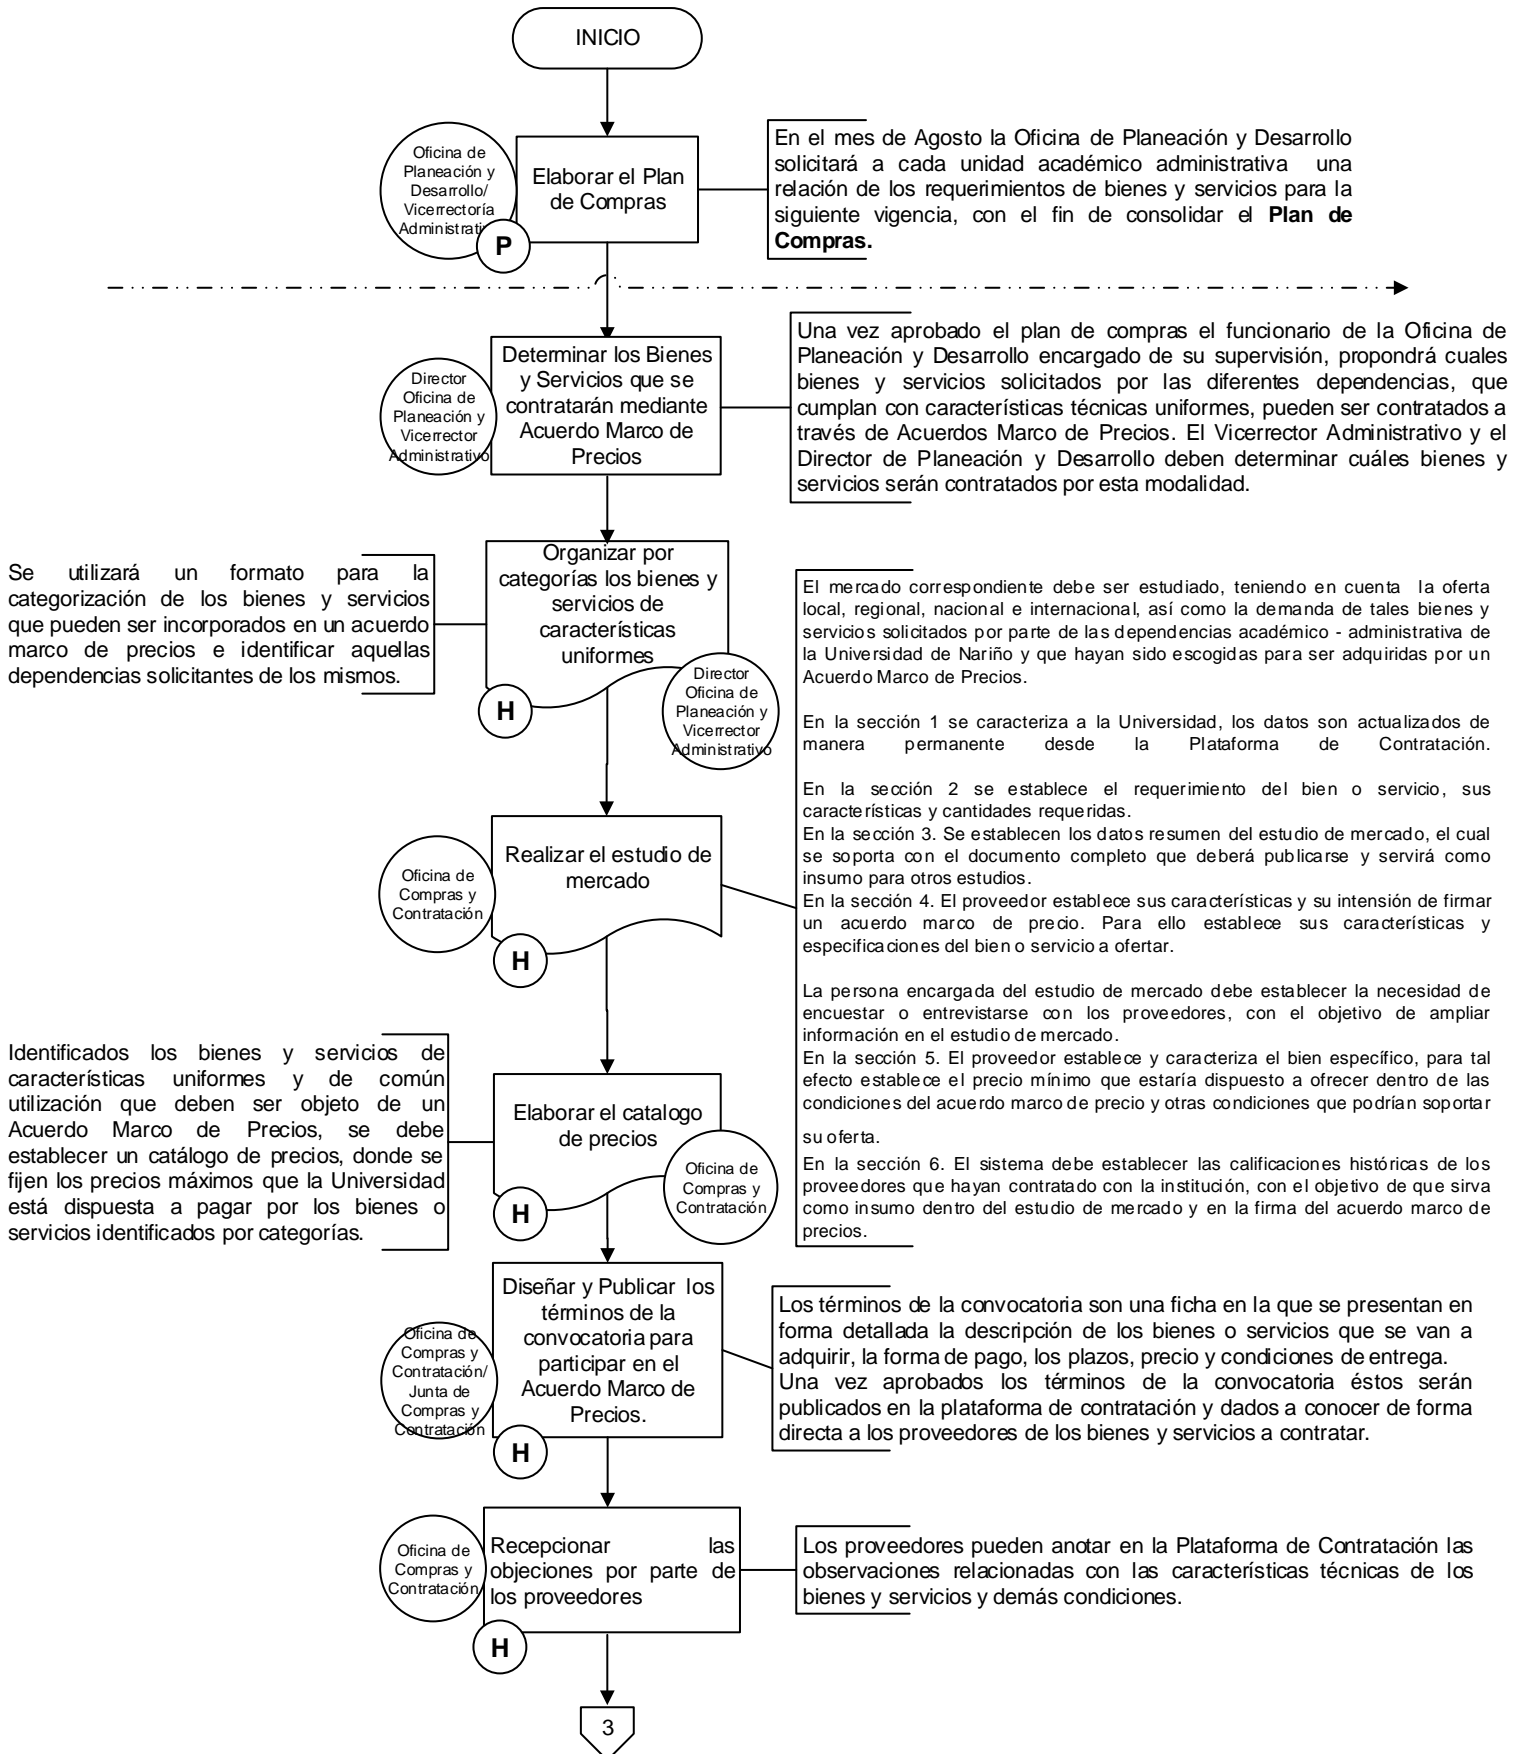 INICIO
Oficina de
Planeación y
Desarrollo/
Vicerrectoría
Administrativ
P
Elaborar el Plan
de Compras
En el mes de Agosto la Oficina de Planeación y Desarrollo
solicitará a cada unidad académico administrativa una
relación de los requerimientos de bienes y servicios para la
siguiente vigencia, con el fin de consolidar el Plan de
Compras.
Director
Oficina de
Planeación y
Vicerrector
Administrativo
Determinar los Bienes
y Servicios que se
contratarán mediante
Acuerdo Marco de
Precios
Una vez aprobado el plan de compras el funcionario de la Oficina de
Planeación y Desarrollo encargado de su supervisión, propondrá cuales
bienes y servicios solicitados por las diferentes dependencias, que
cumplan con características técnicas uniformes, pueden ser contratados a
través de Acuerdos Marco de Precios. El Vicerrector Administrativo y el
Director de Planeación y Desarrollo deben determinar cuáles bienes y
servicios serán contratados por esta modalidad.
Se utilizará un formato para la
categorización de los bienes y servicios
que pueden ser incorporados en un acuerdo
marco de precios e identificar aquellas
dependencias solicitantes de los mismos.
Organizar por
categorías los bienes y
servicios de
características
uniformes
H
Director
Oficina de
Planeación y
Vicerrector
Administrativo
El mercado correspondiente debe ser estudiado, teniendo en cuenta la oferta
local, regional, nacional e internacional, así como la demanda de tales bienes y
servicios solicitados por parte de las dependencias académico - administrativa de
la Universidad de Nariño y que hayan sido escogidas para ser adquiridas por un
Acuerdo Marco de Precios.
En la sección 1 se caracteriza a la Universidad, los datos son actualizados de
manera permanente desde la Plataforma de Contratación.
En la sección 2 se establece el requerimiento del bien o servicio, sus
características y cantidades requeridas.
En la sección 3. Se establecen los datos resumen del estudio de mercado, el cual
se soporta con el documento completo que deberá publicarse y servirá como
insumo para otros estudios.
En la sección 4. El proveedor establece sus características y su intensión de firmar
un acuerdo marco de precio. Para ello establece sus características y
especificaciones del bien o servicio a ofertar.
La persona encargada del estudio de mercado debe establecer la necesidad de
encuestar o entrevistarse con los proveedores, con el objetivo de ampliar
información en el estudio de mercado.
En la sección 5. El proveedor establece y caracteriza el bien específico, para tal
efecto establece el precio mínimo que estaría dispuesto a ofrecer dentro de las
condiciones del acuerdo marco de precio y otras condiciones que podrían soportar
su oferta.
En la sección 6. El sistema debe establecer las calificaciones históricas de los
proveedores que hayan contratado con la institución, con el objetivo de que sirva
como insumo dentro del estudio de mercado y en la firma del acuerdo marco de
precios.
Oficina de
Compras y
Contratación
Realizar el estudio de
mercado
H
Identificados los bienes y servicios de
características uniformes y de común
utilización que deben ser objeto de un
Acuerdo Marco de Precios, se debe
establecer un catálogo de precios, donde se
fijen los precios máximos que la Universidad
está dispuesta a pagar por los bienes o
servicios identificados por categorías.
Elaborar el catalogo
de precios
H
Oficina de
Compras y
Contratación
Oficina de
Compras y
Contratación/
Junta de
Compras y
Contratación
Diseñar y Publicar los
términos de la
convocatoria para
participar en el
Acuerdo Marco de
Precios.
H
Los términos de la convocatoria son una ficha en la que se presentan en
forma detallada la descripción de los bienes o servicios que se van a
adquirir, la forma de pago, los plazos, precio y condiciones de entrega.
Una vez aprobados los términos de la convocatoria éstos serán
publicados en la plataforma de contratación y dados a conocer de forma
directa a los proveedores de los bienes y servicios a contratar.
Oficina de
Compras y
Contratación
Recepcionar las
objeciones por parte de
los proveedores
H
Los proveedores pueden anotar en la Plataforma de Contratación las
observaciones relacionadas con las características técnicas de los
bienes y servicios y demás condiciones.
3